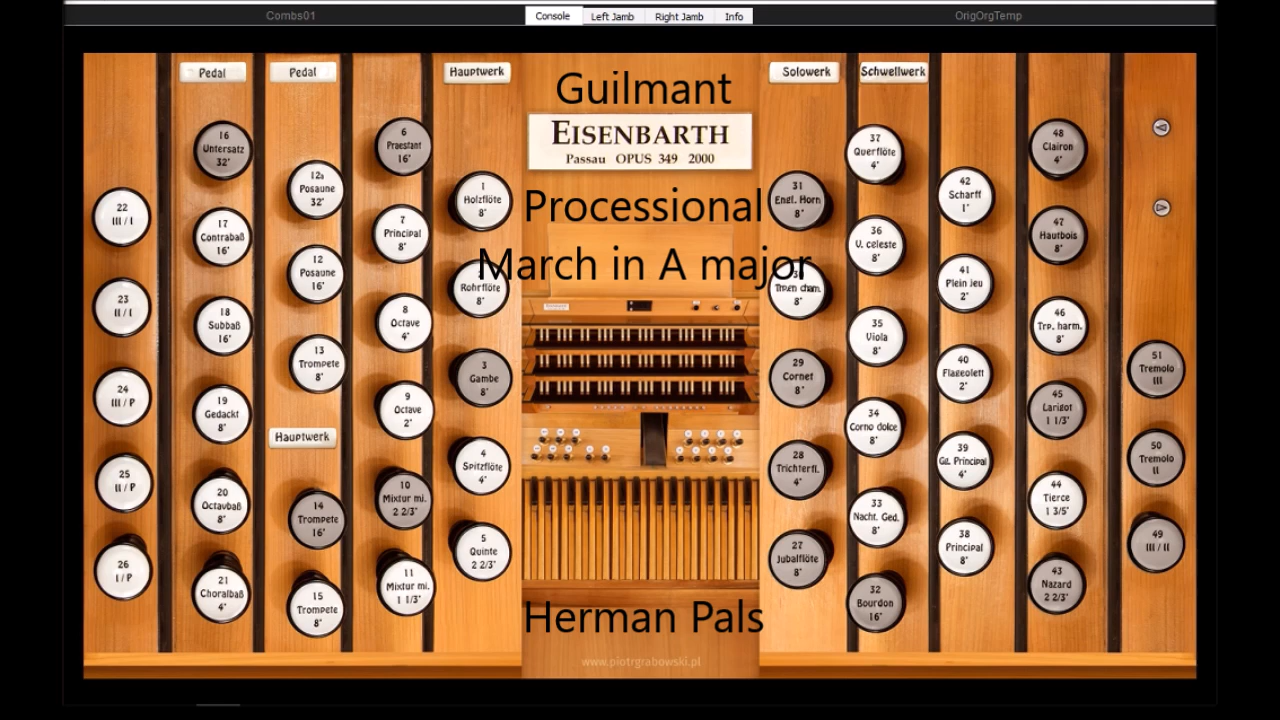 Combs01
Console
Left Jamb
Right Jamb
Info
OrigOrgTemp
Pedal
Pedal
Hauptwerk
Solowerk
Schwellwerk
Guilmant
EISENBARTH
Passau OPUS 349 2000
Processional
March in A major
Herman Pals
www.piotrgrabowski.pl
22
III / I
23
II / I
24
III / P
25
II / P
26
I / P
16
Untersatz
32'
17
Contrabaß
16'
18
Subbaß
16'
19
Gedackt
8'
20
Octavbaß
8'
21
Choralbaß
4'
12a
Posaune
32'
12
Posaune
16'
13
Trompete
8'
Hauptwerk
14
Trompete
16'
15
Trompete
8'
6
Praestant
16'
7
Principal
8'
8
Octave
4'
9
Octave
2'
10
Mixtur mi.
2 2/3'
11
Mixtur mi.
1 1/3'
1
Holzflöte
8'
Rohrflöte
8'
3
Gambe
8'
4
Spitzflöte
4'
5
Quinte
2 2/3'
31
Engl. Horn
8'
cham.
8'
29
Cornet
8'
28
Trichterfl.
4'
27
Jubalflöte
8'
37
Querflöte
4'
36
V. celeste
8'
35
Viola
8'
34
Corno dolce
8'
33
Nacht. Ged.
8'
32
Bourdon
16'
42
Scharff
1'
41
Plein jeu
2'
40
Flageolett
2'
39
Gg. Principal
4'
38
Principal
8'
48
Clairon
4'
47
Hautbois
8'
46
Trp. harm.
8'
45
Larigot
1 1/3'
44
Tierce
1 3/5'
43
Nazard
2 2/3'
51
Tremolo
III
50
Tremolo
II
49
III / II